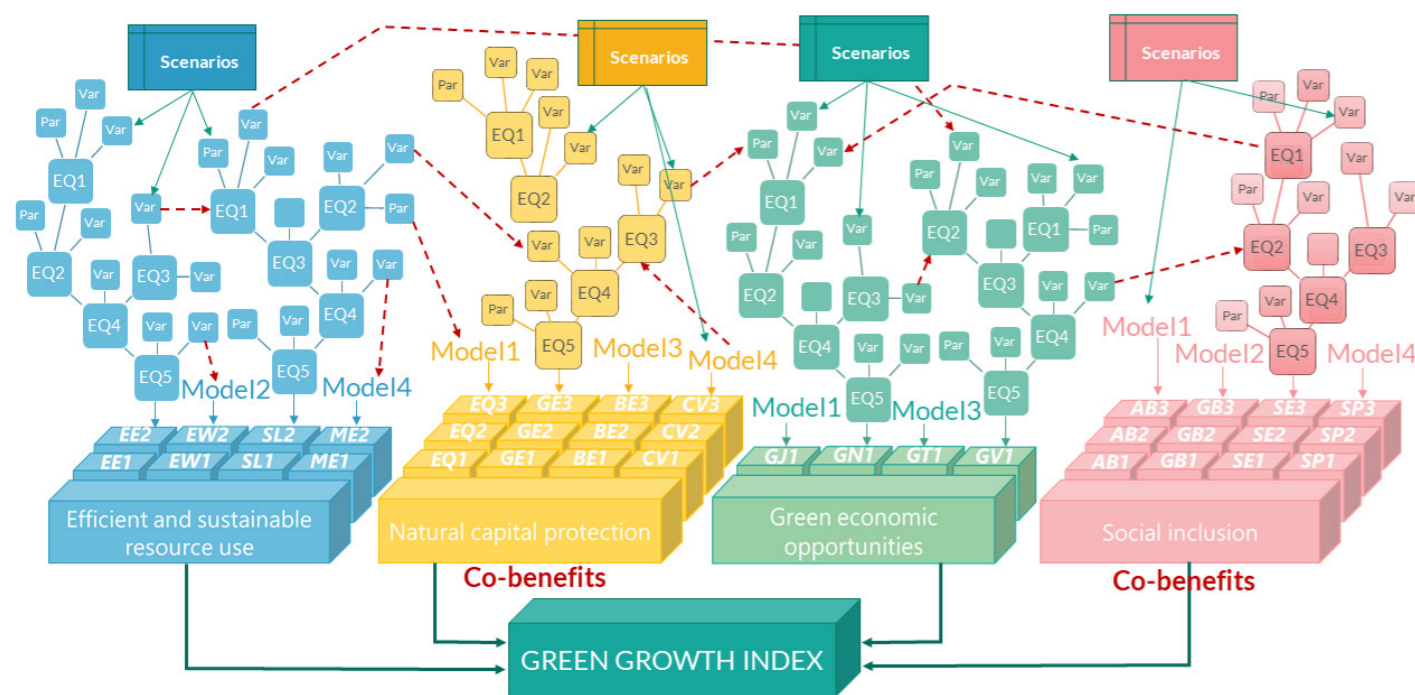 Scenarios
Scenarios
Scenarios
Scenarios
Par
Var
Var
EQ1
Par
Var
Var
EQ2
Var
Var
EQ3
Var
EQ4
Var
Var
EQ5
Par
Var
Var
EQ1
Var
Var
EQ2
Par
EQ3
Var
Var
EQ4
Par
Var
EQ5
Model2
Model4
Par
Var
Var
EQ1
Var
Var
EQ2
Var
Var
EQ3
Var
Var
EQ4
Par
Var
EQ5
Model1
Model3
Model4
Par
Var
Var
EQ1
Par
Var
Var
EQ2
Var
EQ3
Var
EQ4
Var
Var
EQ5
Var
Var
Var
EQ2
Var
Var
EQ1
Par
EQ3
Var
Var
EQ4
Par
Var
EQ5
Model1
Model3
Par
Var
Var
EQ1
Par
Var
EQ2
Var
Var
EQ3
EQ4
Par
Var
EQ5
Model1
Model2
Model4
EE2 EW2 SL2 ME2
EE1 EW1 SL1 ME1
Efficient and sustainable
resource use
EQ3 GE3 BE3 CV3
EQ2 GE2 BE2 CV2
EQ1 GE1 BE1 CV1
Natural capital protection
GJ1 GN1 GT1 GV1
Green economic
opportunities
AB3 GB3 SE3 SP3
AB2 GB2 SE2 SP2
AB1 GB1 SE1 SP1
Social inclusion
Co-benefits
Co-benefits
GREEN GROWTH INDEX